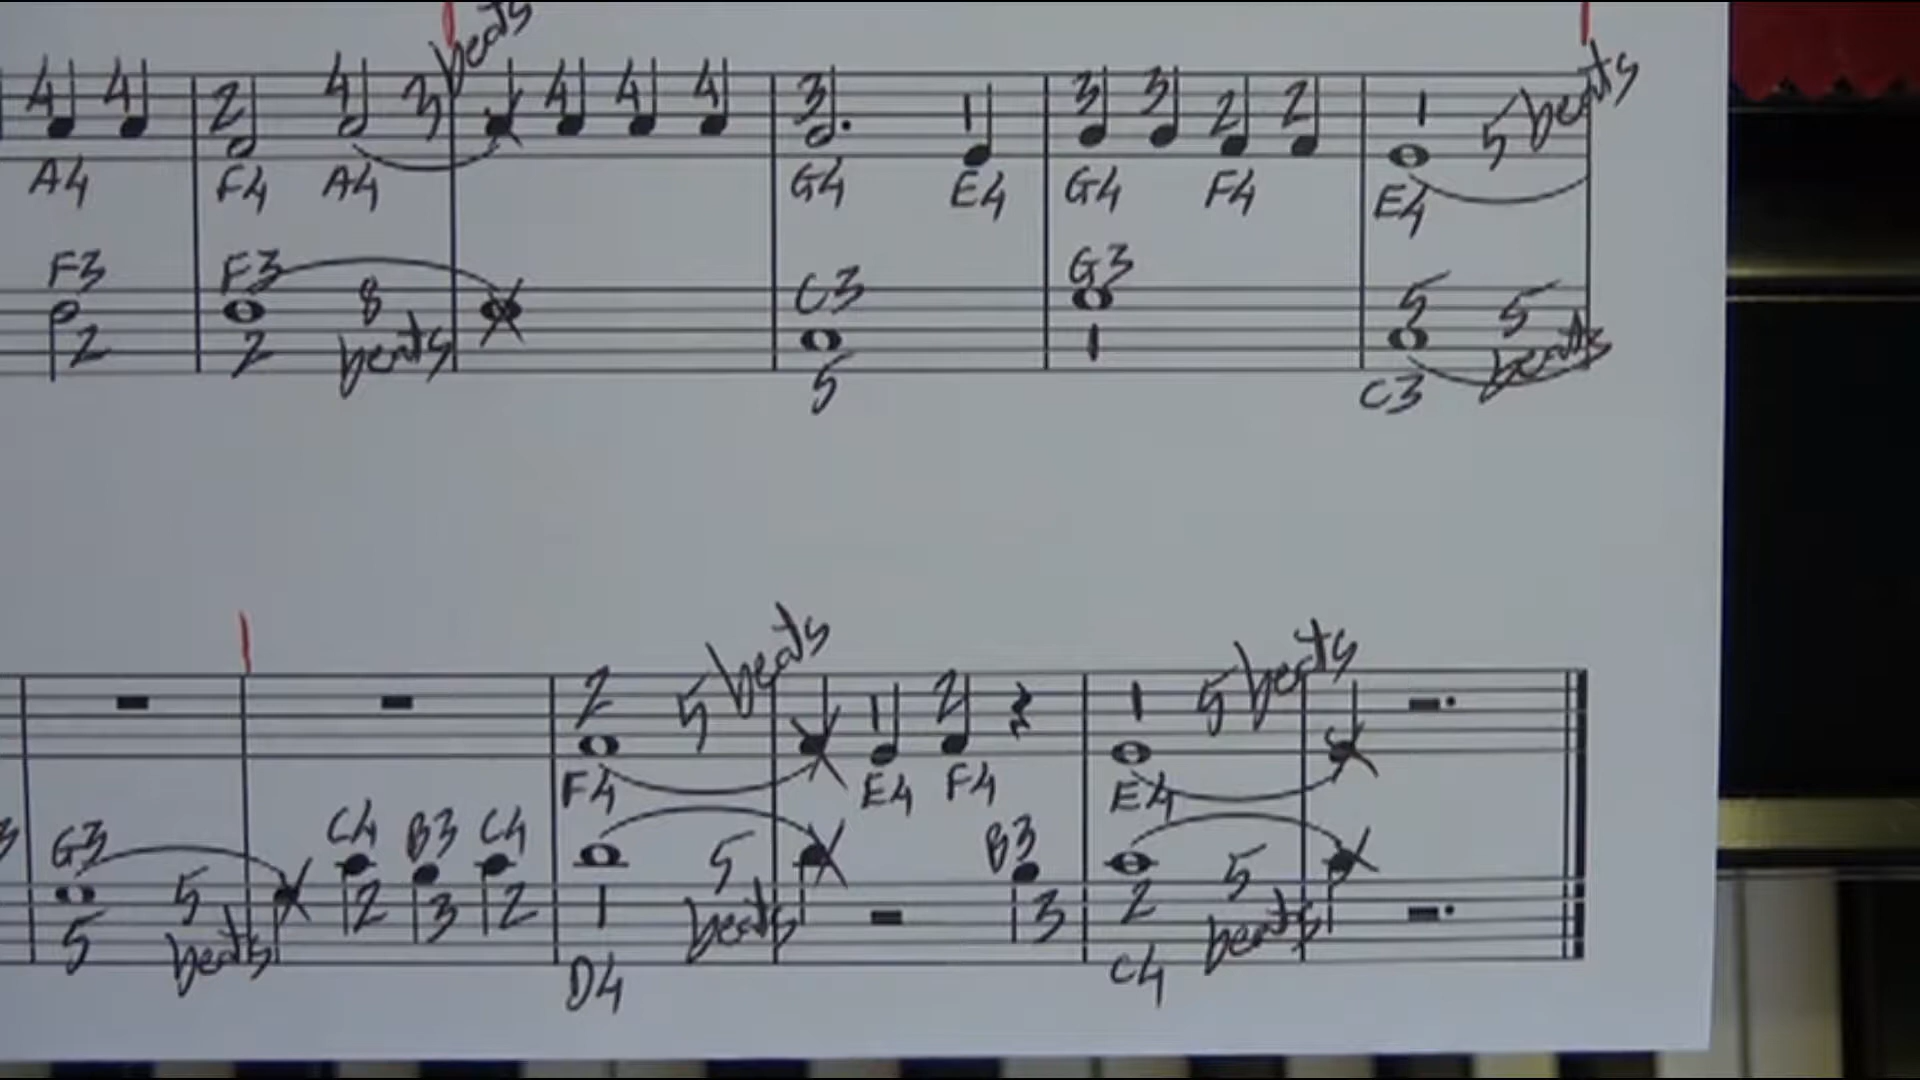 beats
4 4 2 4 3 4 4 4 3 1 3 3 2 2 1 5 beats
A4 F4 A4 G4 E4 G4 F4 E4
F3 F3 8 C3 G3 5 5
2 2 beats 5 1 C3 beats
2 5 beats 1 2 1 5 beats
F4 E4 F4 E4
G3 C4 B3 C4 5 B3 5
5 5 beats 2 3 2 1 beats 3 2 beats
D4 C4